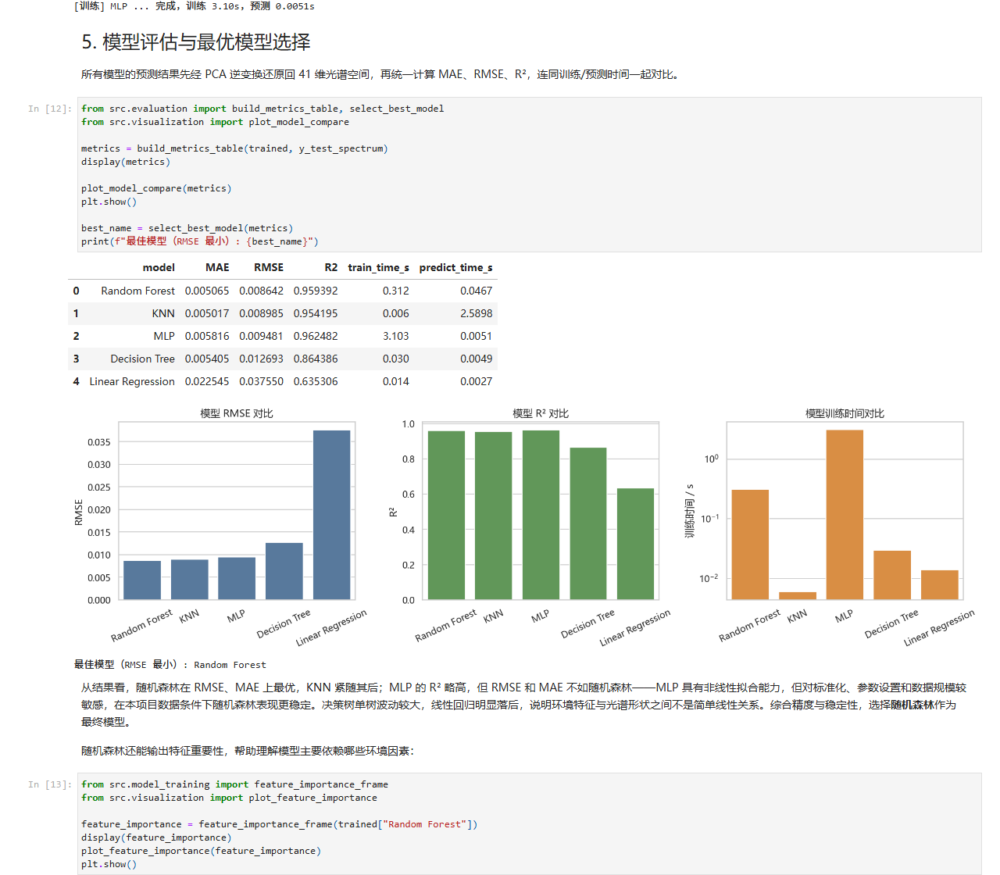 [训练] MLP ... 完成，训练 3.10s，预测 0.0051s
5. 模型评估与最优模型选择
所有模型的预测结果先经 PCA 逆变换还原回 41 维光谱空间，再统一计算 MAE、RMSE、R²，连同训练/预测时间一起对比。
In [12]:
from src.evaluation import build_metrics_table, select_best_model
from src.visualization import plot_model_compare
metrics = build_metrics_table(trained, y_test_spectrum)
display(metrics)
plot_model_compare(metrics)
plt.show()
best_name = select_best_model(metrics)
print(f"最佳模型（RMSE 最小）: {best_name}")
model MAE RMSE R2 train_time_s predict_time_s
0 Random Forest 0.005065 0.008642 0.959392 0.312 0.0467
1 KNN 0.005017 0.008985 0.954195 0.006 2.5898
2 MLP 0.005816 0.009481 0.962482 3.103 0.0051
3 Decision Tree 0.005405 0.012693 0.864386 0.030 0.0049
4 Linear Regression 0.022545 0.037550 0.635306 0.014 0.0027
模型 RMSE 对比
RMSE
0.035
0.030
0.025
0.020
0.015
0.010
0.005
0.000
Random Forest KNN MLP Decision Tree Linear Regression
模型 R² 对比
R²
1.0
0.8
0.6
0.4
0.2
0.0
Random Forest KNN MLP Decision Tree Linear Regression
模型训练时间对比
训练时间 / s
10⁰
10⁻¹
10⁻²
Random Forest KNN MLP Decision Tree Linear Regression
最佳模型（RMSE 最小）: Random Forest
从结果看，随机森林在 RMSE、MAE 上最优，KNN 紧随其后；MLP 的 R² 略高，但 RMSE 和 MAE 不如随机森林——MLP 具有非线性拟合能力，但对标准化、参数设置和数据规模较
敏感，在本项目数据条件下随机森林表现更稳定。决策树单树波动较大，线性回归明显落后，说明环境特征与光谱形状之间不是简单线性关系。综合精度与稳定性，选择随机森林作为
最终模型。
随机森林还能输出特征重要性，帮助理解模型主要依赖哪些环境因素：
In [13]:
from src.model_training import feature_importance_frame
from src.visualization import plot_feature_importance
feature_importance = feature_importance_frame(trained["Random Forest"])
display(feature_importance)
plot_feature_importance(feature_importance)
plt.show()